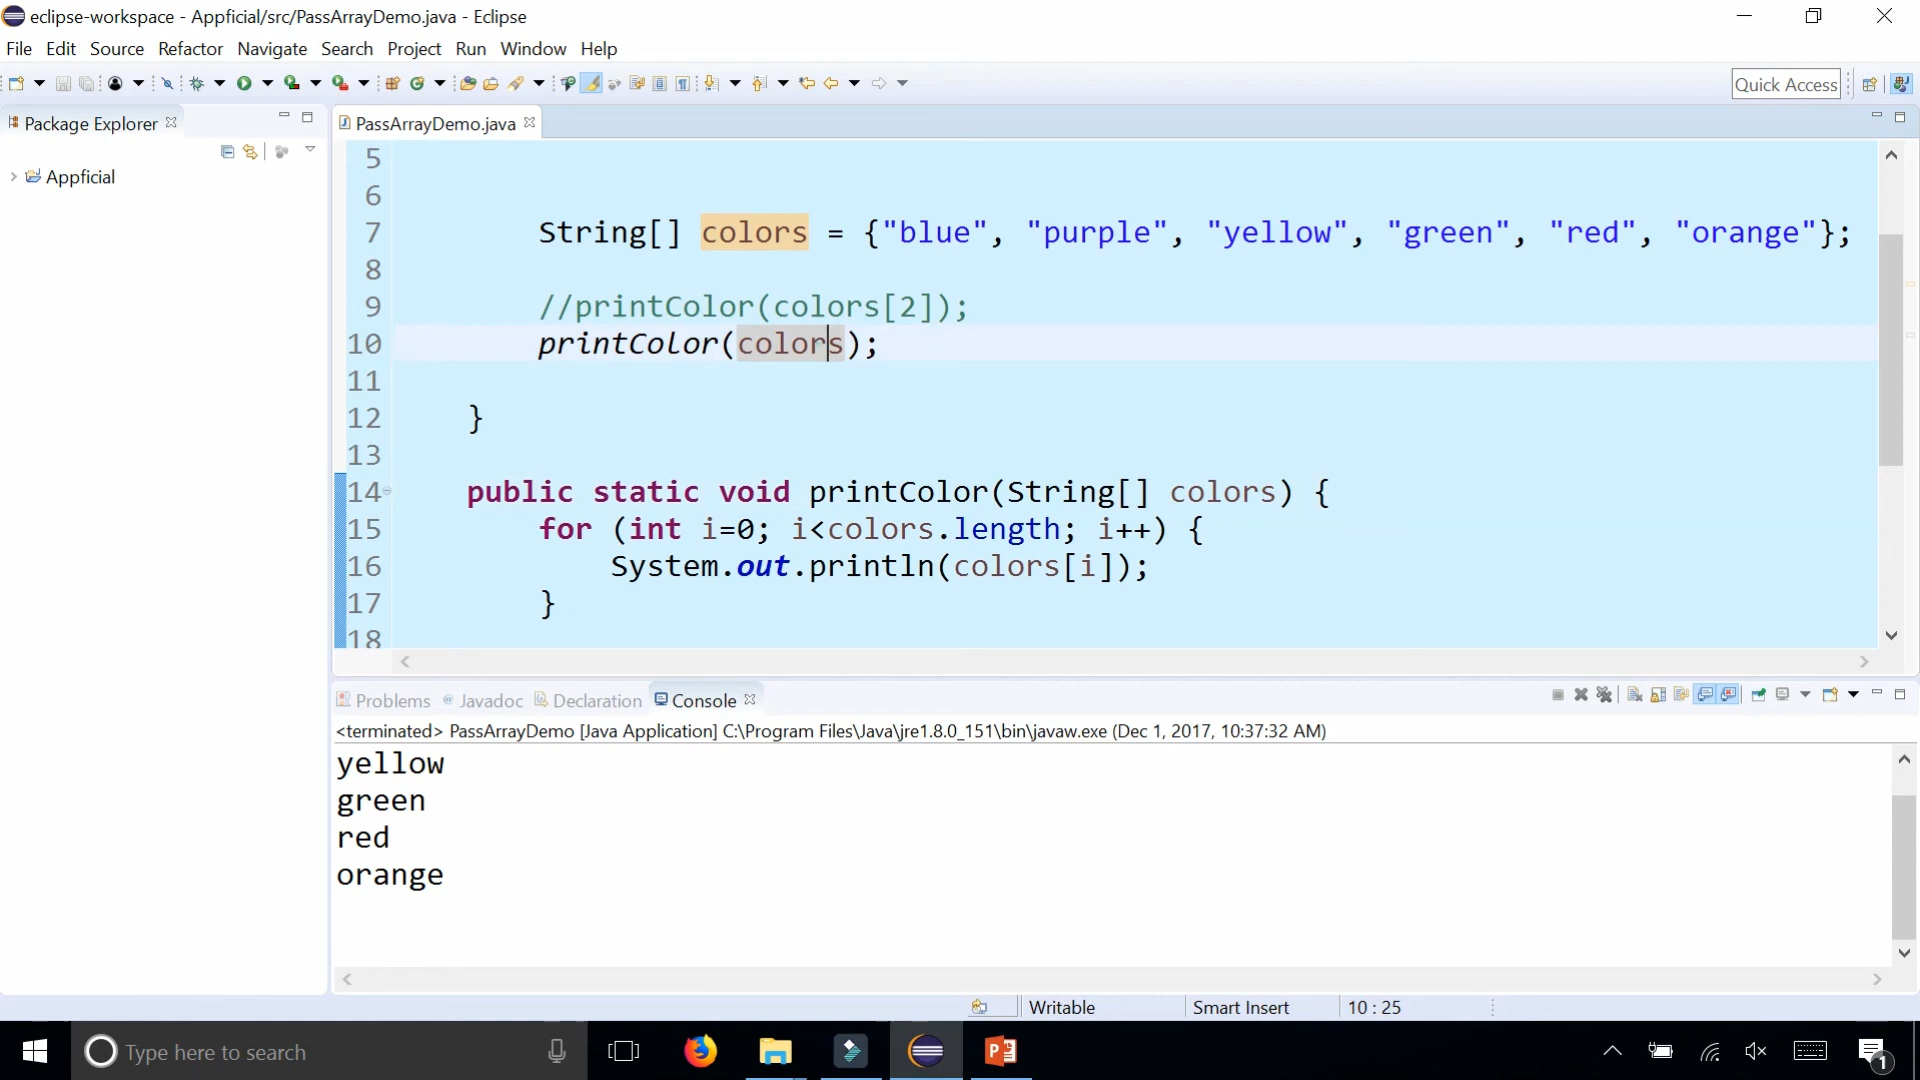 eclipse-workspace - Appficial/src/PassArrayDemo.java - Eclipse
File Edit Source Refactor Navigate Search Project Run Window Help
Quick Access
Package Explorer
PassArrayDemo.java
Appficial
5
6
7 String[] colors = {"blue", "purple", "yellow", "green", "red", "orange"};
8
9 //printColor(colors[2]);
10 printColor(colors);
11
12 }
13
14 public static void printColor(String[] colors) {
15 for (int i=0; i<colors.length; i++) {
16 System.out.println(colors[i]);
17 }
18
Problems Javadoc Declaration Console
<terminated> PassArrayDemo [Java Application] C:\Program Files\Java\jre1.8.0_151\bin\javaw.exe (Dec 1, 2017, 10:37:32 AM)
yellow
green
red
orange
Writable Smart Insert 10 : 25
Type here to search
1